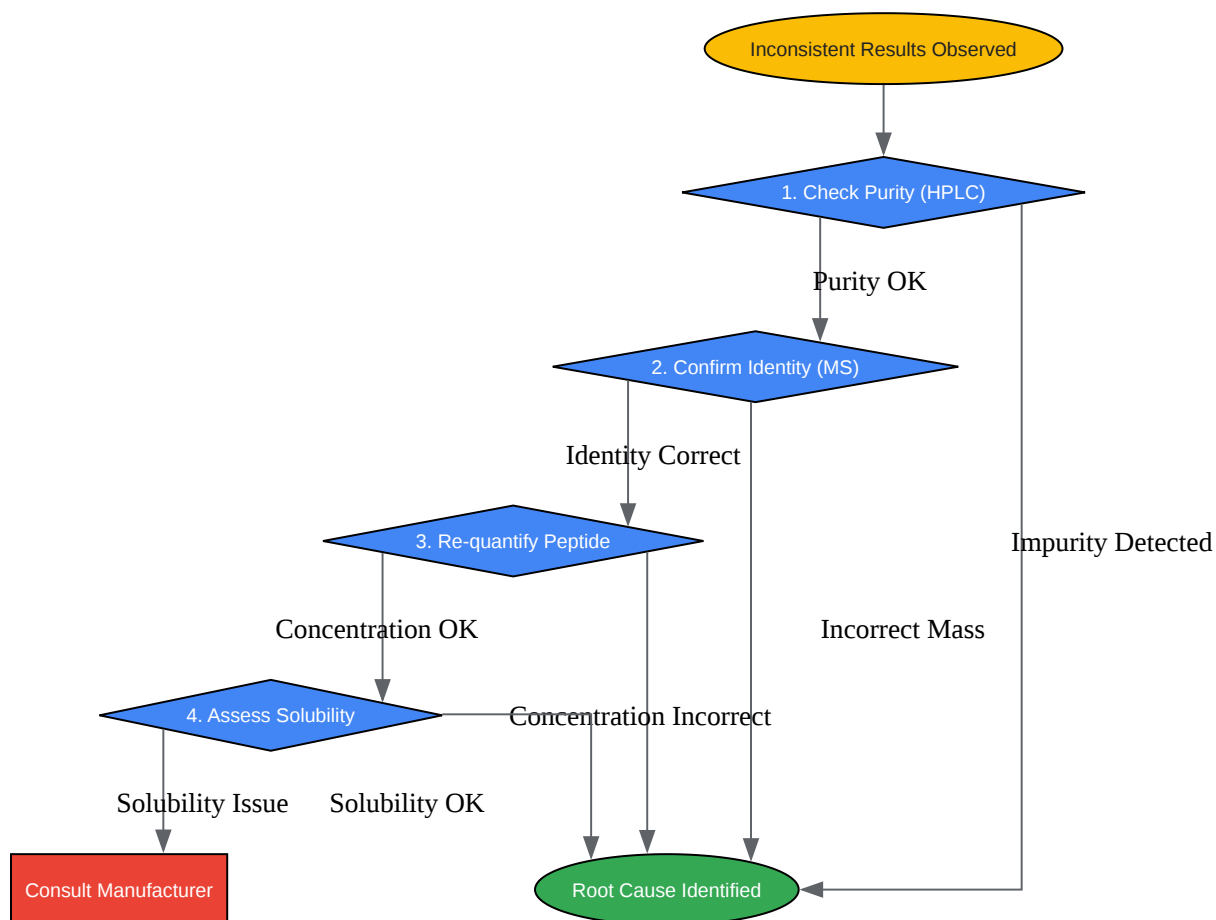 Inconsistent Results Observed
1. Check Purity (HPLC)
Purity OK
2. Confirm Identity (MS)
Identity Correct
3. Re-quantify Peptide
Impurity Detected
Concentration OK
Incorrect Mass
4. Assess Solubility
Concentration Incorrect
Solubility Issue
Solubility OK
Consult Manufacturer
Root Cause Identified